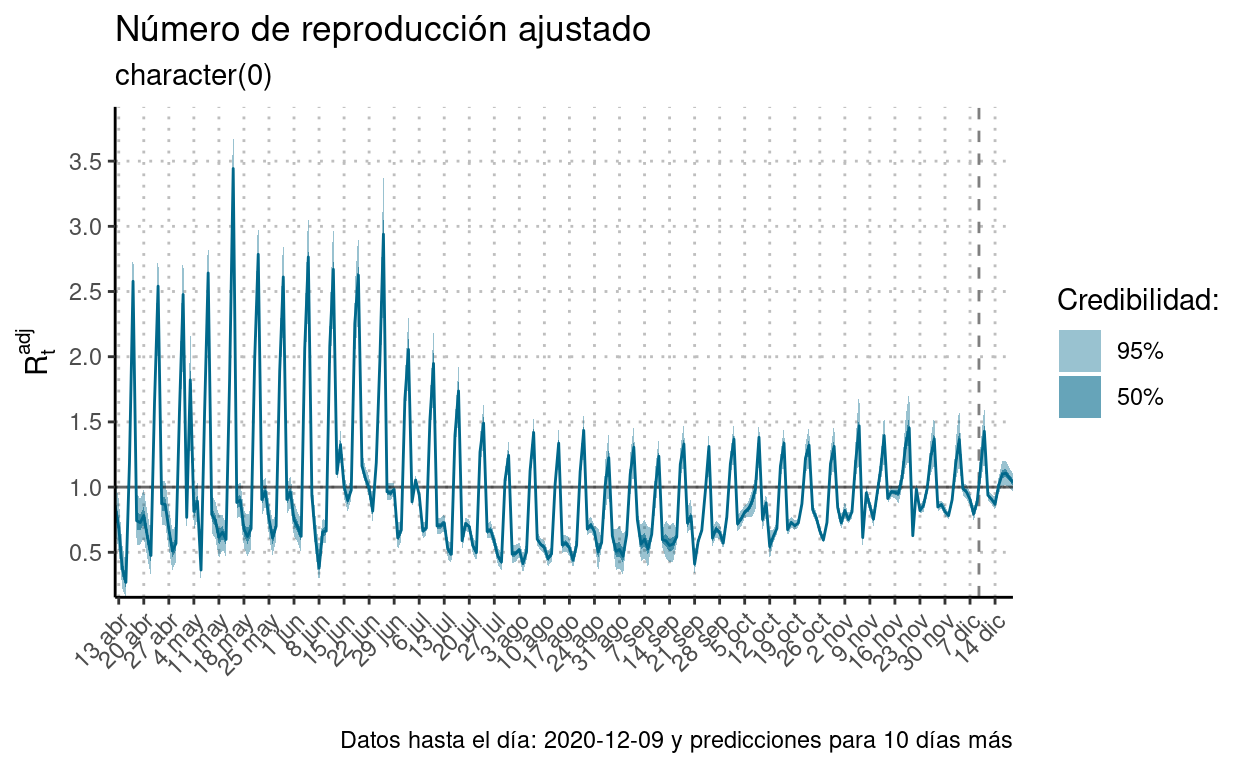 Número de reproducción ajustado
character(0)
3.5
3.0
2.5
2.0
1.5
1.0
0.5
R_t^adj
13 abr
20 abr
27 abr
4 may
11 may
18 may
25 may
1 jun
8 jun
15 jun
22 jun
29 jun
6 jul
13 jul
20 jul
27 jul
3 ago
10 ago
17 ago
24 ago
31 ago
7 sep
14 sep
21 sep
28 sep
5 oct
12 oct
19 oct
26 oct
2 nov
9 nov
16 nov
23 nov
30 nov
7 dic
14 dic
Credibilidad:
95%
50%
Datos hasta el día: 2020-12-09 y predicciones para 10 días más